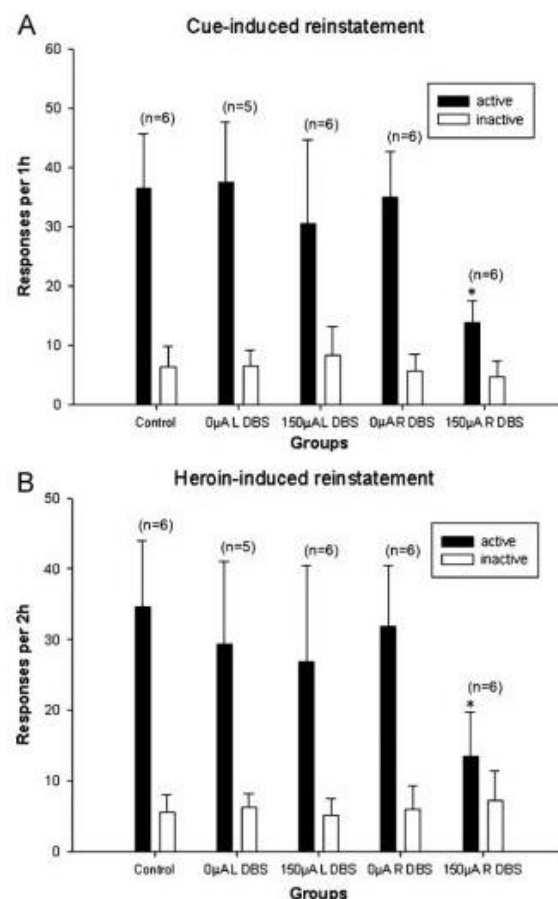 A
Cue-induced reinstatement
60
50
40
30
20
10
0
Responses per 1h
active
inactive
(n=6)
(n=5)
(n=6)
(n=6)
(n=6)
*
Control
0µA L DBS
150µA L DBS
0µA R DBS
150µA R DBS
Groups
B
Heroin-induced reinstatement
50
40
30
20
10
0
Responses per 2h
active
inactive
(n=6)
(n=5)
(n=6)
(n=6)
(n=6)
*
Control
0µA L DBS
150µA L DBS
0µA R DBS
150µA R DBS
Groups